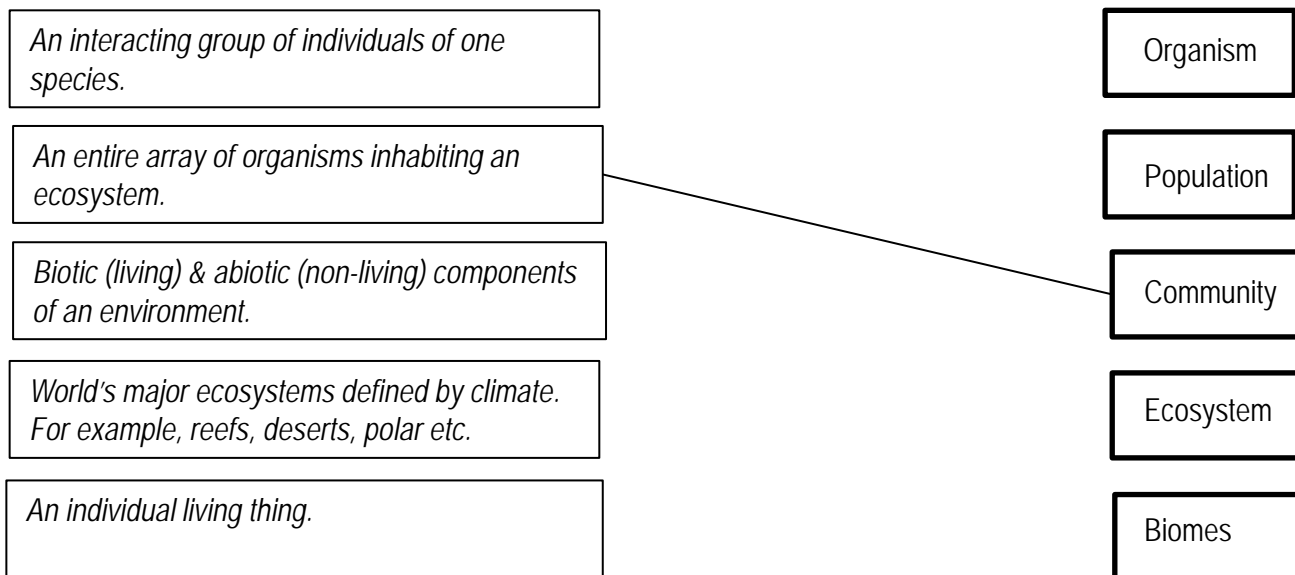 An interacting group of individuals of one
species.
Organism
An entire array of organisms inhabiting an
ecosystem.
Population
Biotic (living) & abiotic (non-living) components
of an environment.
Community
World's major ecosystems defined by climate.
For example, reefs, deserts, polar etc.
Ecosystem
An individual living thing.
Biomes